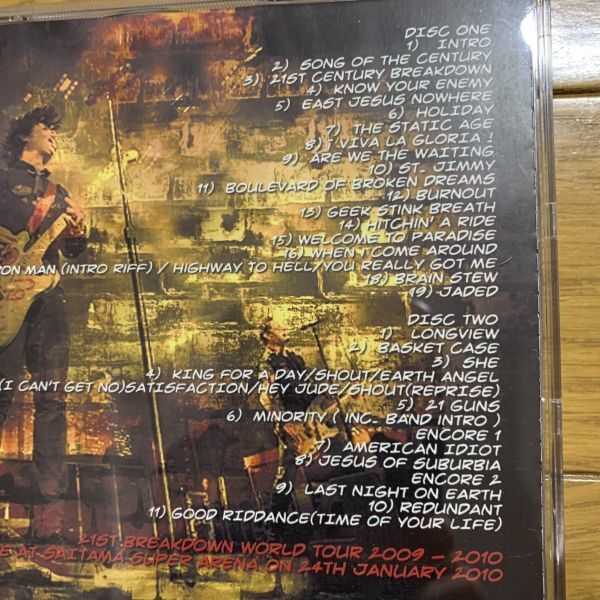 DISC ONE
1) INTRO
2) SONG OF THE CENTURY
3) 21ST CENTURY BREAKDOWN
4) KNOW YOUR ENEMY
5) EAST JESUS NOWHERE
6) HOLIDAY
7) THE STATIC AGE
8) ¡ VIVA LA GLORIA !
9) ARE WE THE WAITING
10) ST. JIMMY
11) BOULEVARD OF BROKEN DREAMS
12) BURNOUT
13) GEEK STINK BREATH
14) HITCHIN' A RIDE
15) WELCOME TO PARADISE
16) WHEN I COME AROUND
MAN (INTRO RIFF) / HIGHWAY TO HELL/YOU REALLY GOT ME
18) BRAIN STEW
19) JADED
DISC TWO
1) LONGVIEW
2) BASKET CASE
3) SHE
4) KING FOR A DAY/SHOUT/EARTH ANGEL
(I CAN'T GET NO)SATISFACTION/HEY JUDE/SHOUT(REPRISE)
5) 21 GUNS
6) MINORITY ( INC. BAND INTRO )
ENCORE 1
7) AMERICAN IDIOT
8) JESUS OF SUBURBIA
ENCORE 2
9) LAST NIGHT ON EARTH
10) REDUNDANT
11) GOOD RIDDANCE(TIME OF YOUR LIFE)
21ST BREAKDOWN WORLD TOUR 2009 - 2010
AT SAITAMA SUPER ARENA ON 24TH JANUARY 2010